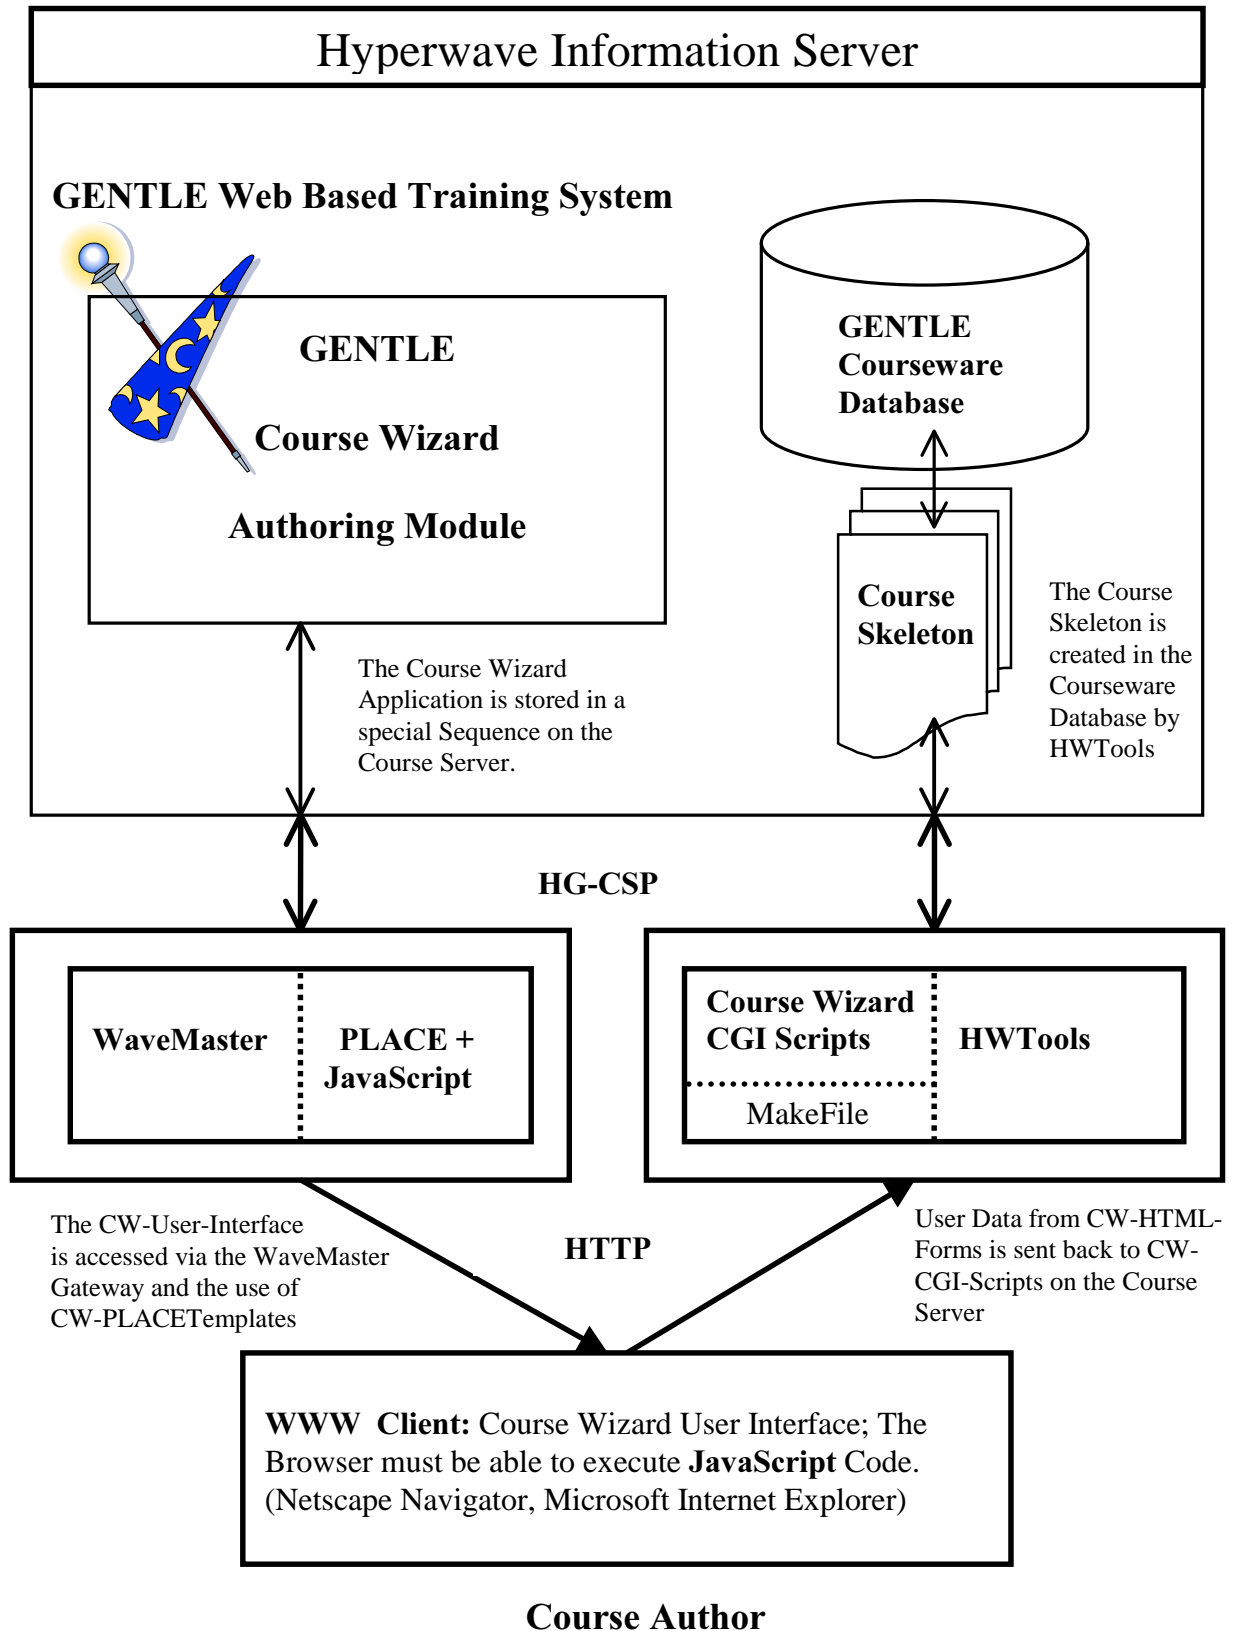 Hyperwave Information Server
GENTLE Web Based Training System
GENTLE
Course Wizard
Authoring Module
GENTLE
Courseware
Database
Course
Skeleton
The Course
Skeleton is
created in the
Courseware
Database by
HWTools
The Course Wizard
Application is stored in a
special Sequence on the
Course Server.
HG-CSP
WaveMaster
PLACE +
JavaScript
Course Wizard
CGI Scripts
MakeFile
HWTools
The CW-User-Interface
is accessed via the WaveMaster
Gateway and the use of
CW-PLACETemplates
HTTP
User Data from CW-HTML-
Forms is sent back to CW-
CGI-Scripts on the Course
Server
WWW Client: Course Wizard User Interface; The
Browser must be able to execute JavaScript Code.
(Netscape Navigator, Microsoft Internet Explorer)
Course Author